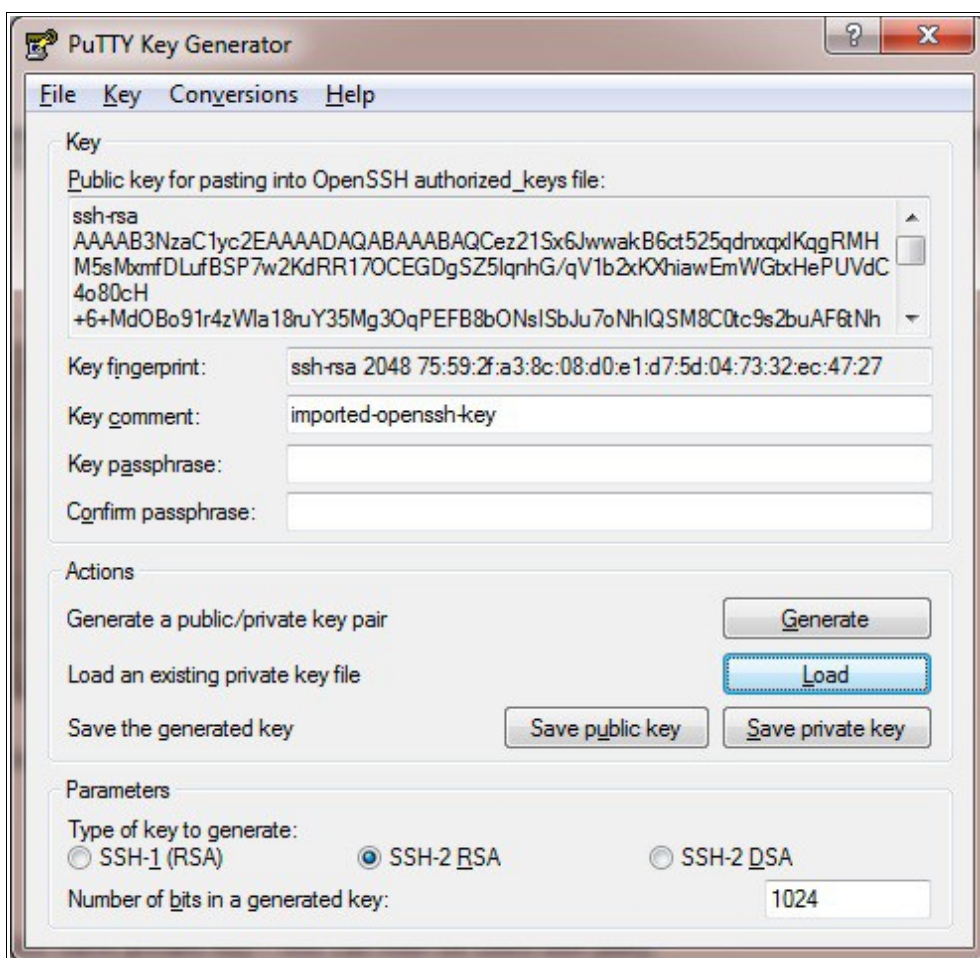 PuTTY Key Generator
File Key Conversions Help
Key
Public key for pasting into OpenSSH authorized_keys file:
ssh-rsa
AAAAB3NzaC1yc2EAAAADAQABAAABAQCez21Sx6JwwakB6ct525qdnxqxlKqgRMH
M5sMxmfDLufBSP7w2KdRR17OCEGDgSZ5IqnhG/qV1b2xKXhiawEmWGtxHePUVdC
4o80cH
+6+MdOBo91r4zWla18ruY35Mg3OqPEFB8bONsISbJu7oNhIQSM8C0tc9s2buAF6tNh
Key fingerprint: ssh-rsa 2048 75:59:2f:a3:8c:08:d0:e1:d7:5d:04:73:32:ec:47:27
Key comment: imported-openssh-key
Key passphrase:
Confirm passphrase:
Actions
Generate a public/private key pair Generate
Load an existing private key file Load
Save the generated key Save public key Save private key
Parameters
Type of key to generate:
SSH-1 (RSA) SSH-2 RSA SSH-2 DSA
Number of bits in a generated key: 1024